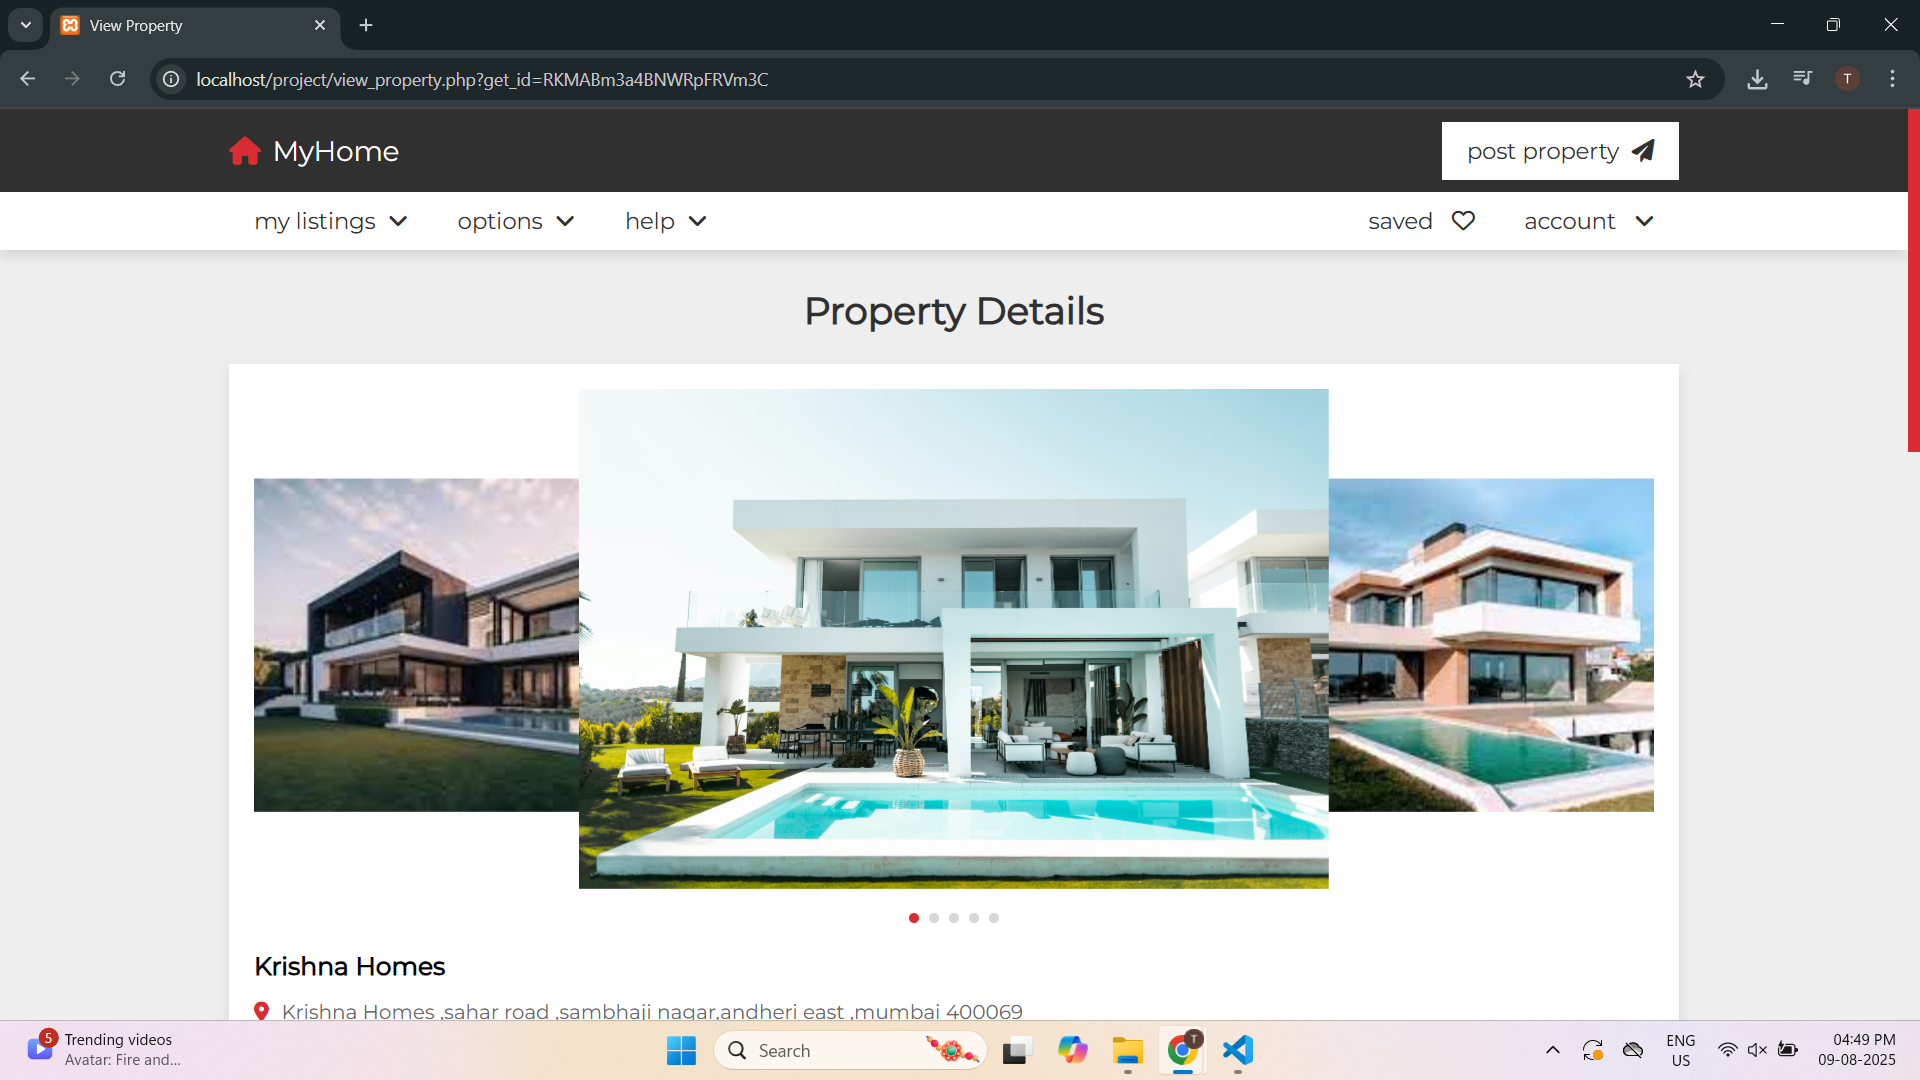 View Property
localhost/project/view_property.php?get_id=RKMABm3a4BNWRpFRVm3C
T
MyHome
post property
my listings
options
help
saved
account
Property Details
Krishna Homes
Krishna Homes ,sahar road ,sambhaji nagar,andheri east ,mumbai 400069
5
Trending videos
Avatar: Fire and...
Search
T
ENG
US
04:49 PM
09-08-2025